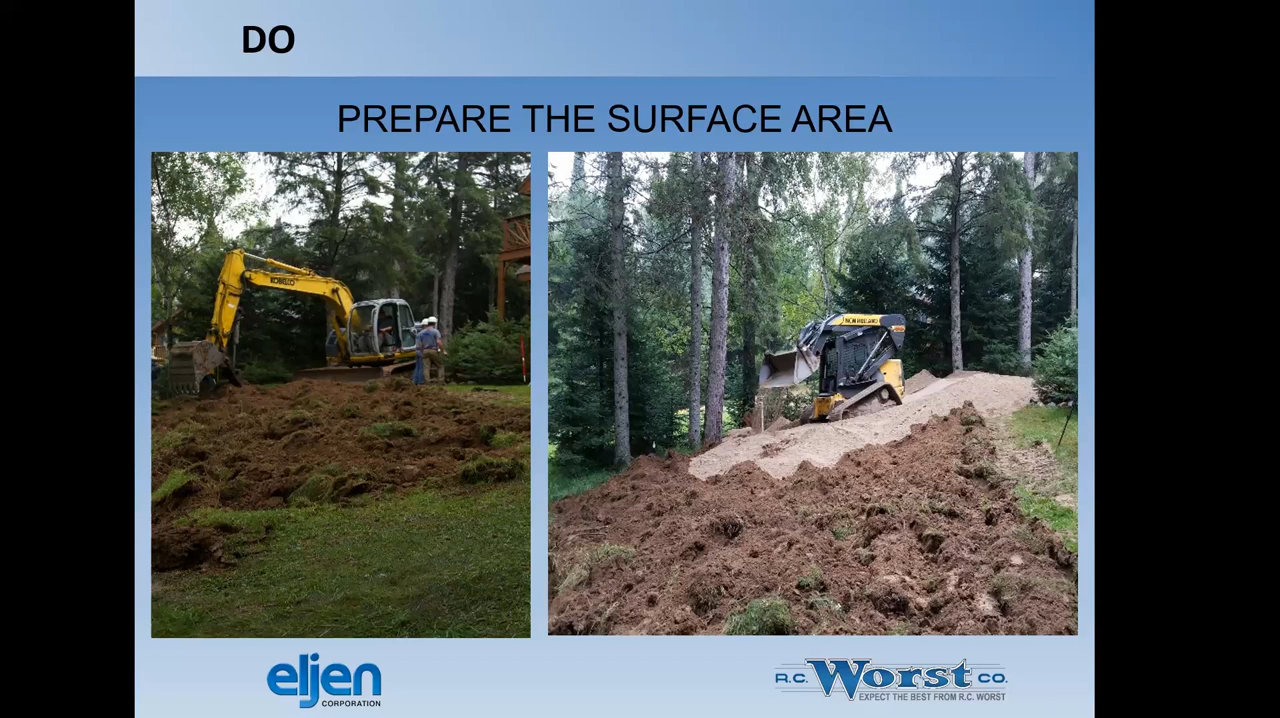 DO
PREPARE THE SURFACE AREA
KOBELCO
NEW HOLLAND
eljen
CORPORATION
R.C. Worst CO.
EXPECT THE BEST FROM R.C. WORST